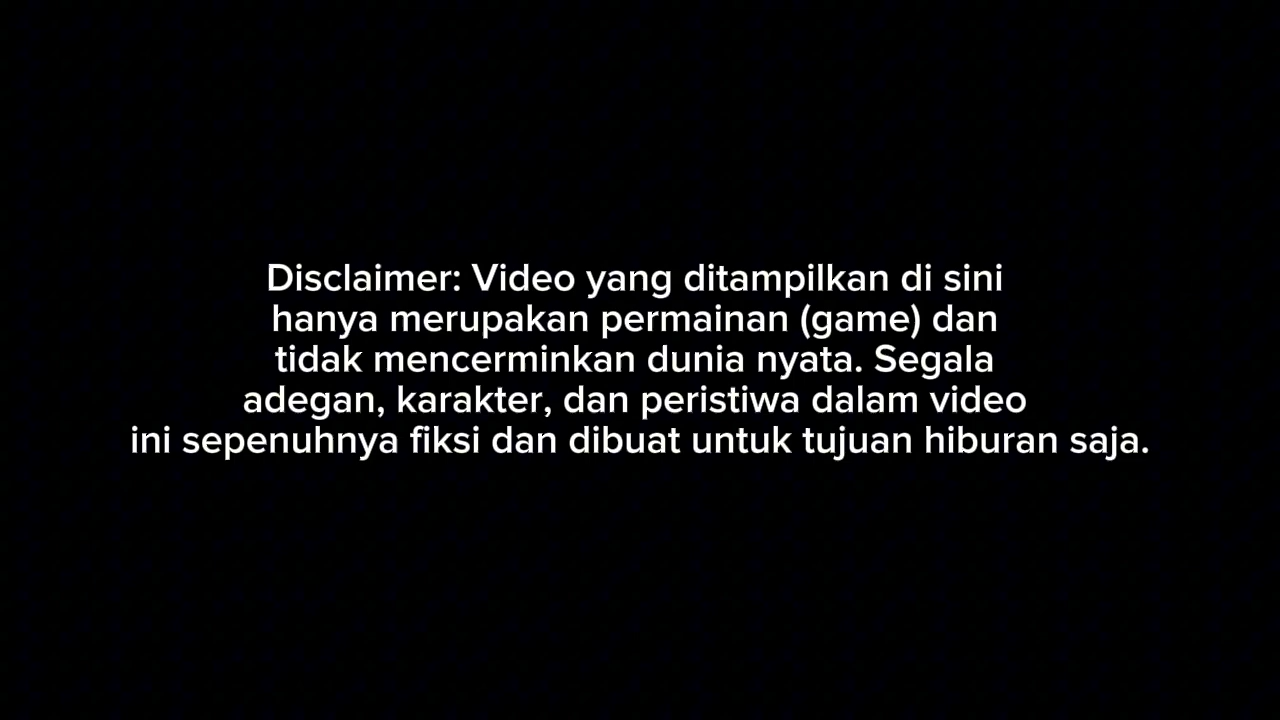 Disclaimer: Video yang ditampilkan di sini
hanya merupakan permainan (game) dan
tidak mencerminkan dunia nyata. Segala
adegan, karakter, dan peristiwa dalam video
ini sepenuhnya fiksi dan dibuat untuk tujuan hiburan saja.